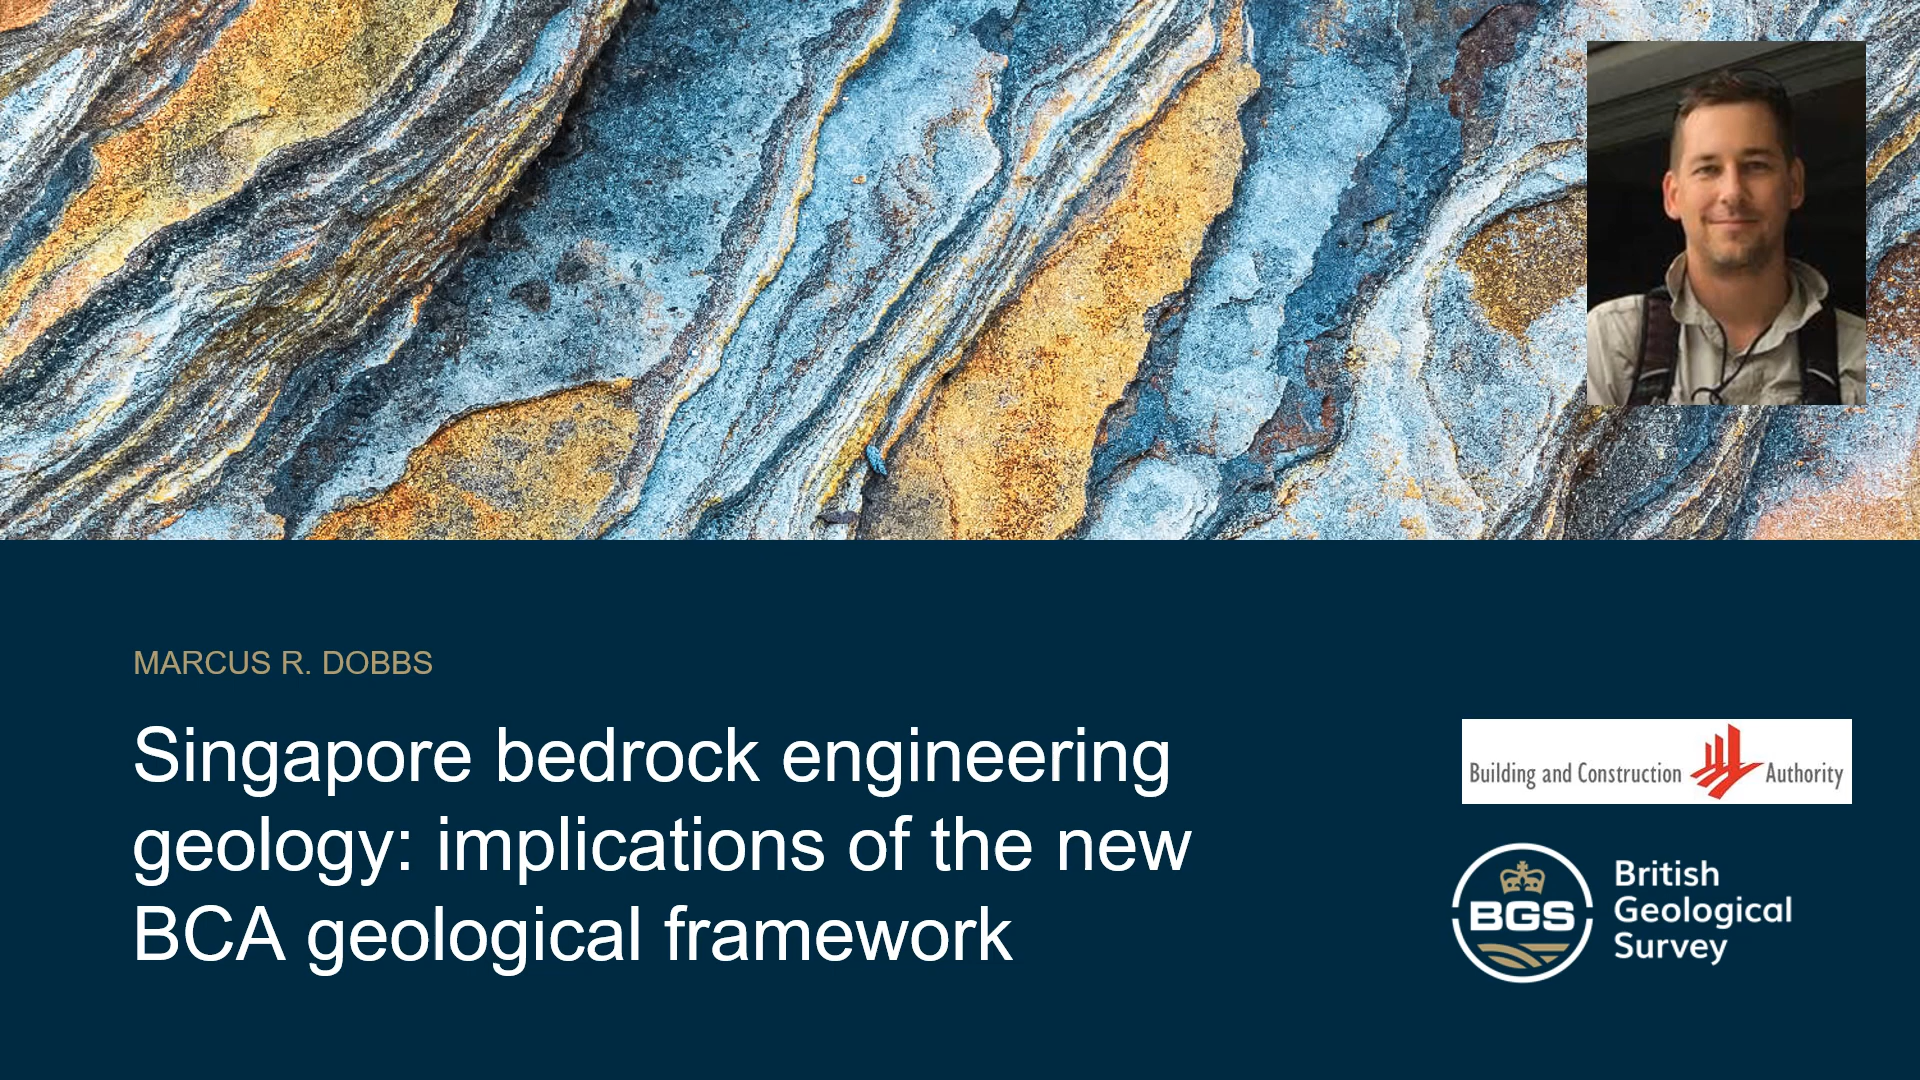 MARCUS R. DOBBS
Singapore bedrock engineering
geology: implications of the new
BCA geological framework
Building and Construction Authority
BGS
British
Geological
Survey